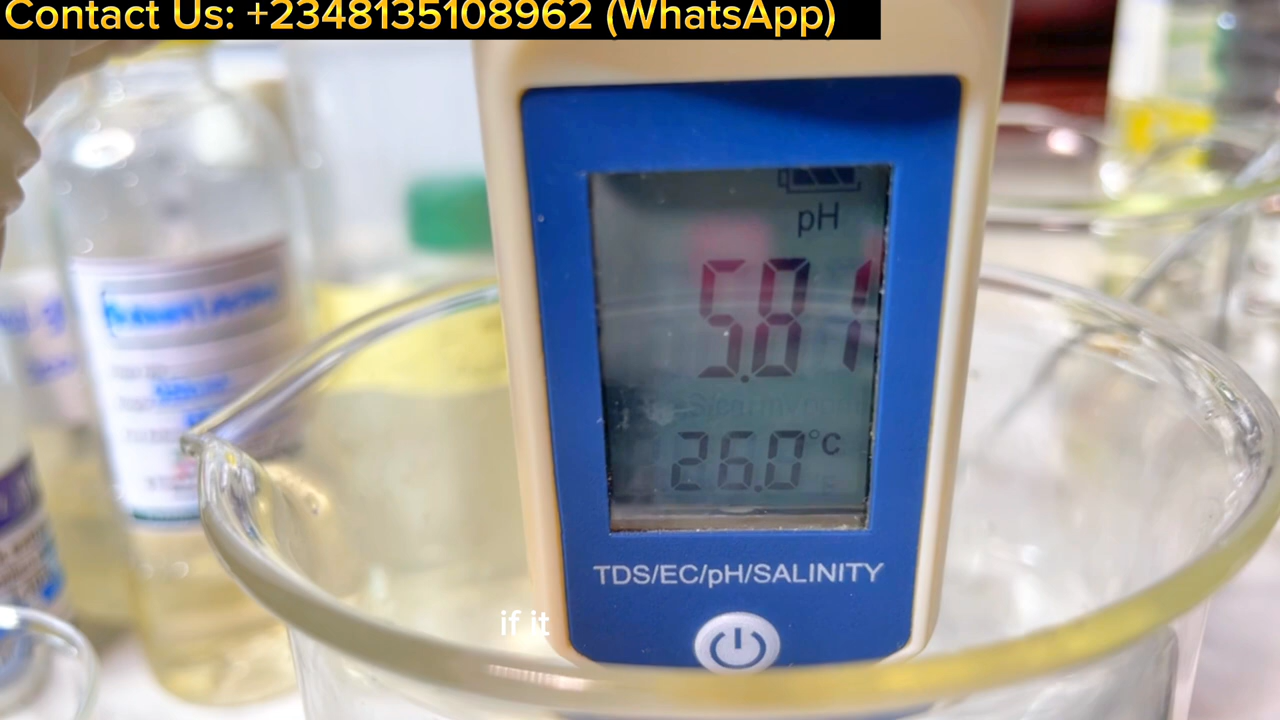 Contact Us: +2348135108962 (WhatsApp)
pH
5.81
26.0°C
TDS/EC/pH/SALINITY
if it